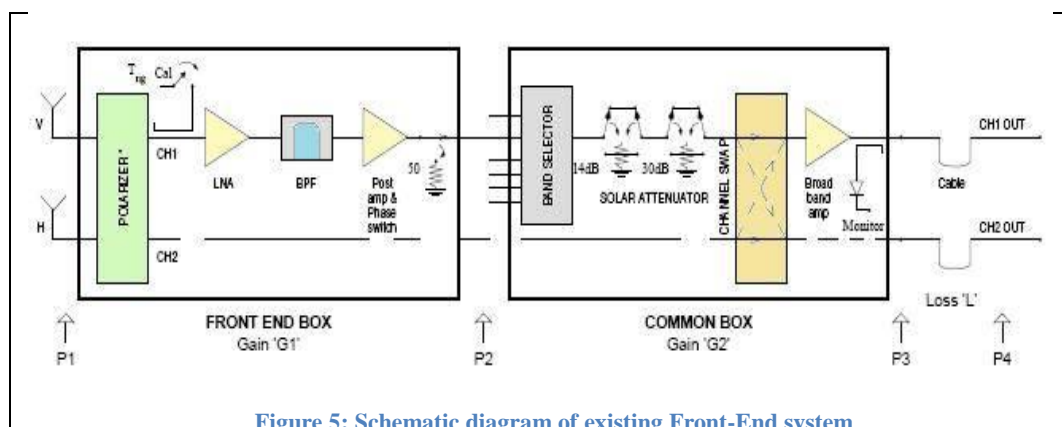 T ng Cal
V
H
POLARIZER*
CH1
CH2
LNA
BPF
Post amp & Phase switch
50
BAND SELECTOR
14dB
30dB
SOLAR ATTENUATOR
CHANNEL SWAP
Broad band amp
Monitor
CH1 OUT
Cable
CH2 OUT
Loss 'L'
FRONT END BOX
Gain 'G1'
COMMON BOX
Gain 'G2'
P1
P2
P3
P4
Figure 5: Schematic diagram of existing Front-End system